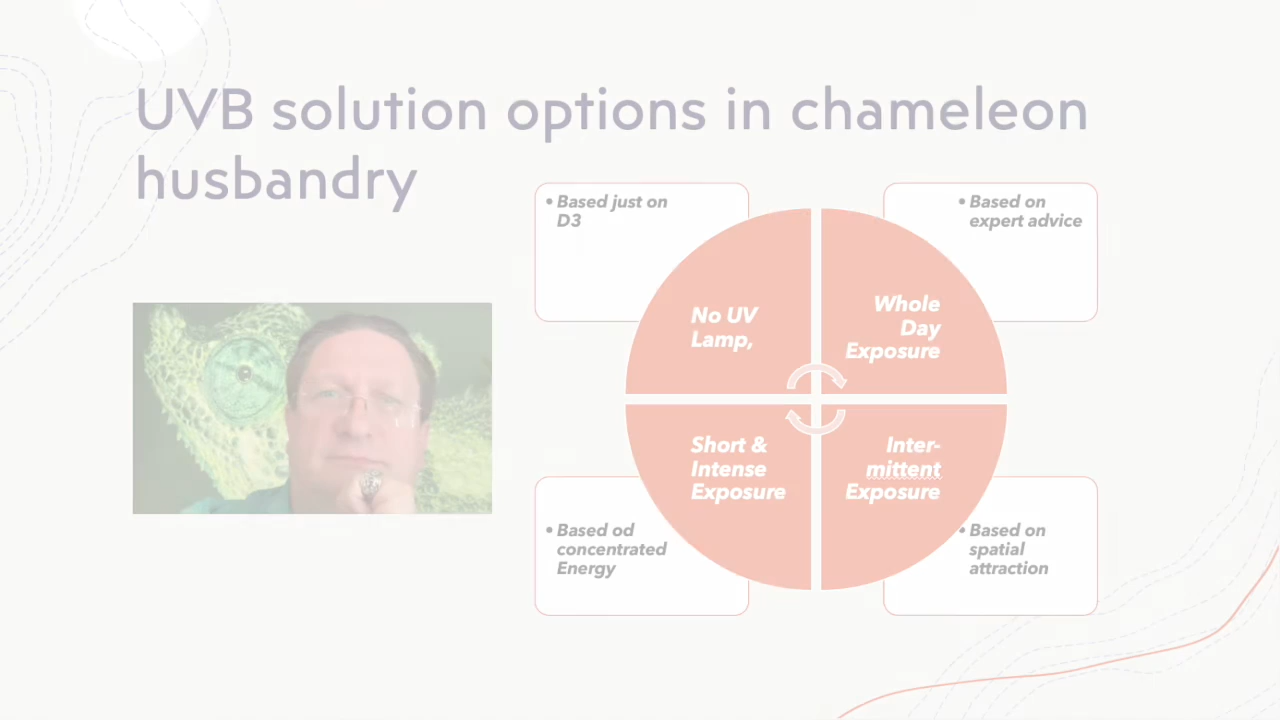 UVB solution options in chameleon
husbandry
• Based just on
D3
• Based on
expert advice
No UV
Lamp,
Whole
Day
Exposure
Short &
Intense
Exposure
Inter-
mittent
Exposure
• Based od
concentrated
Energy
• Based on
spatial
attraction